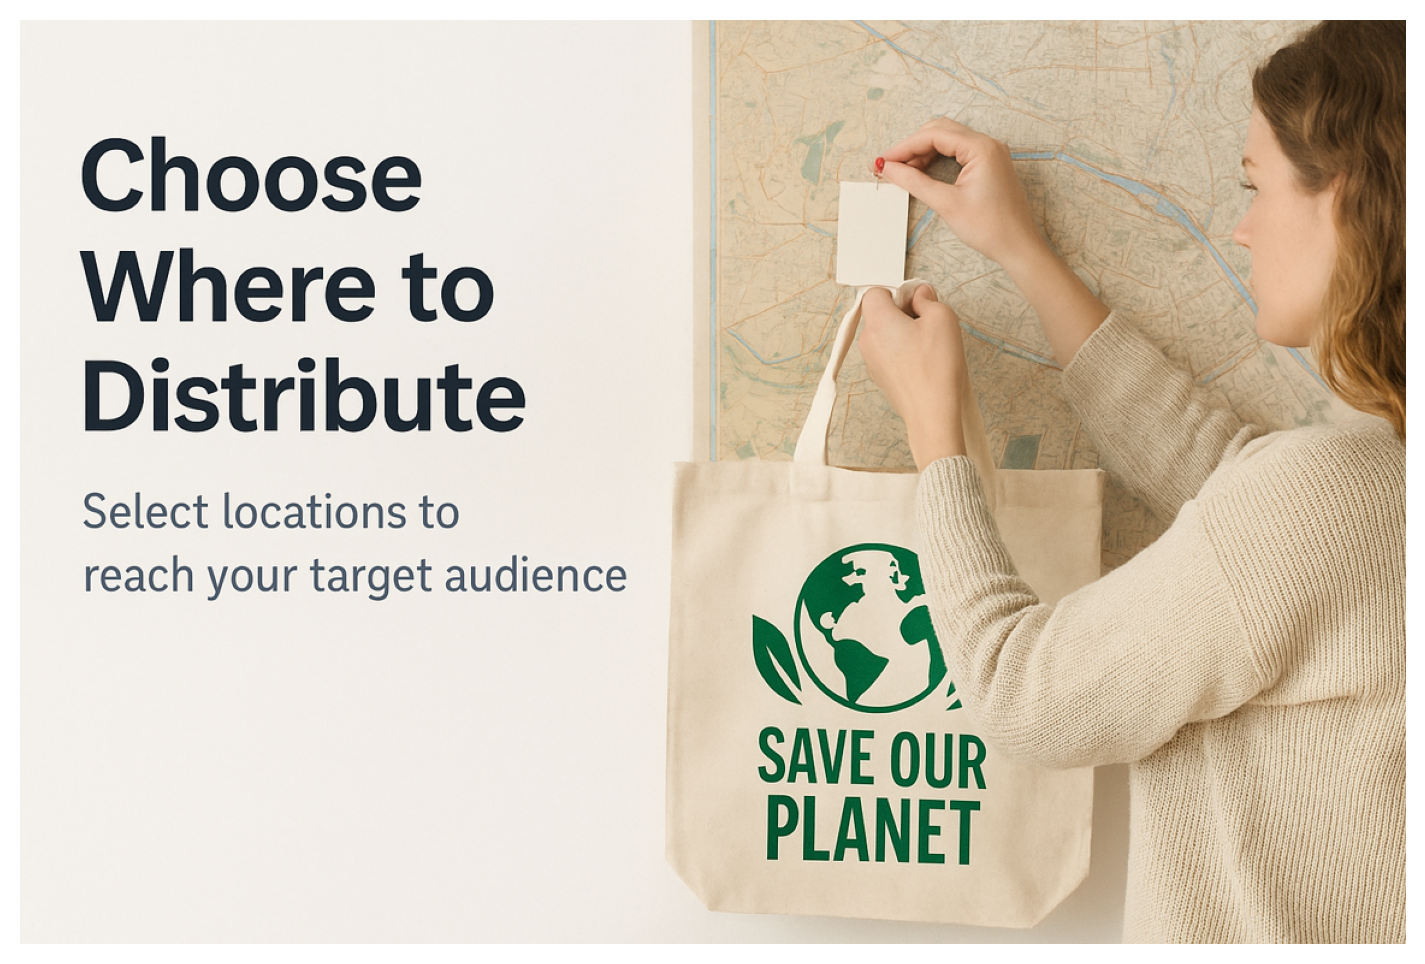 Choose
Where to
Distribute
Select locations to
reach your target audience
SAVE OUR
PLANET